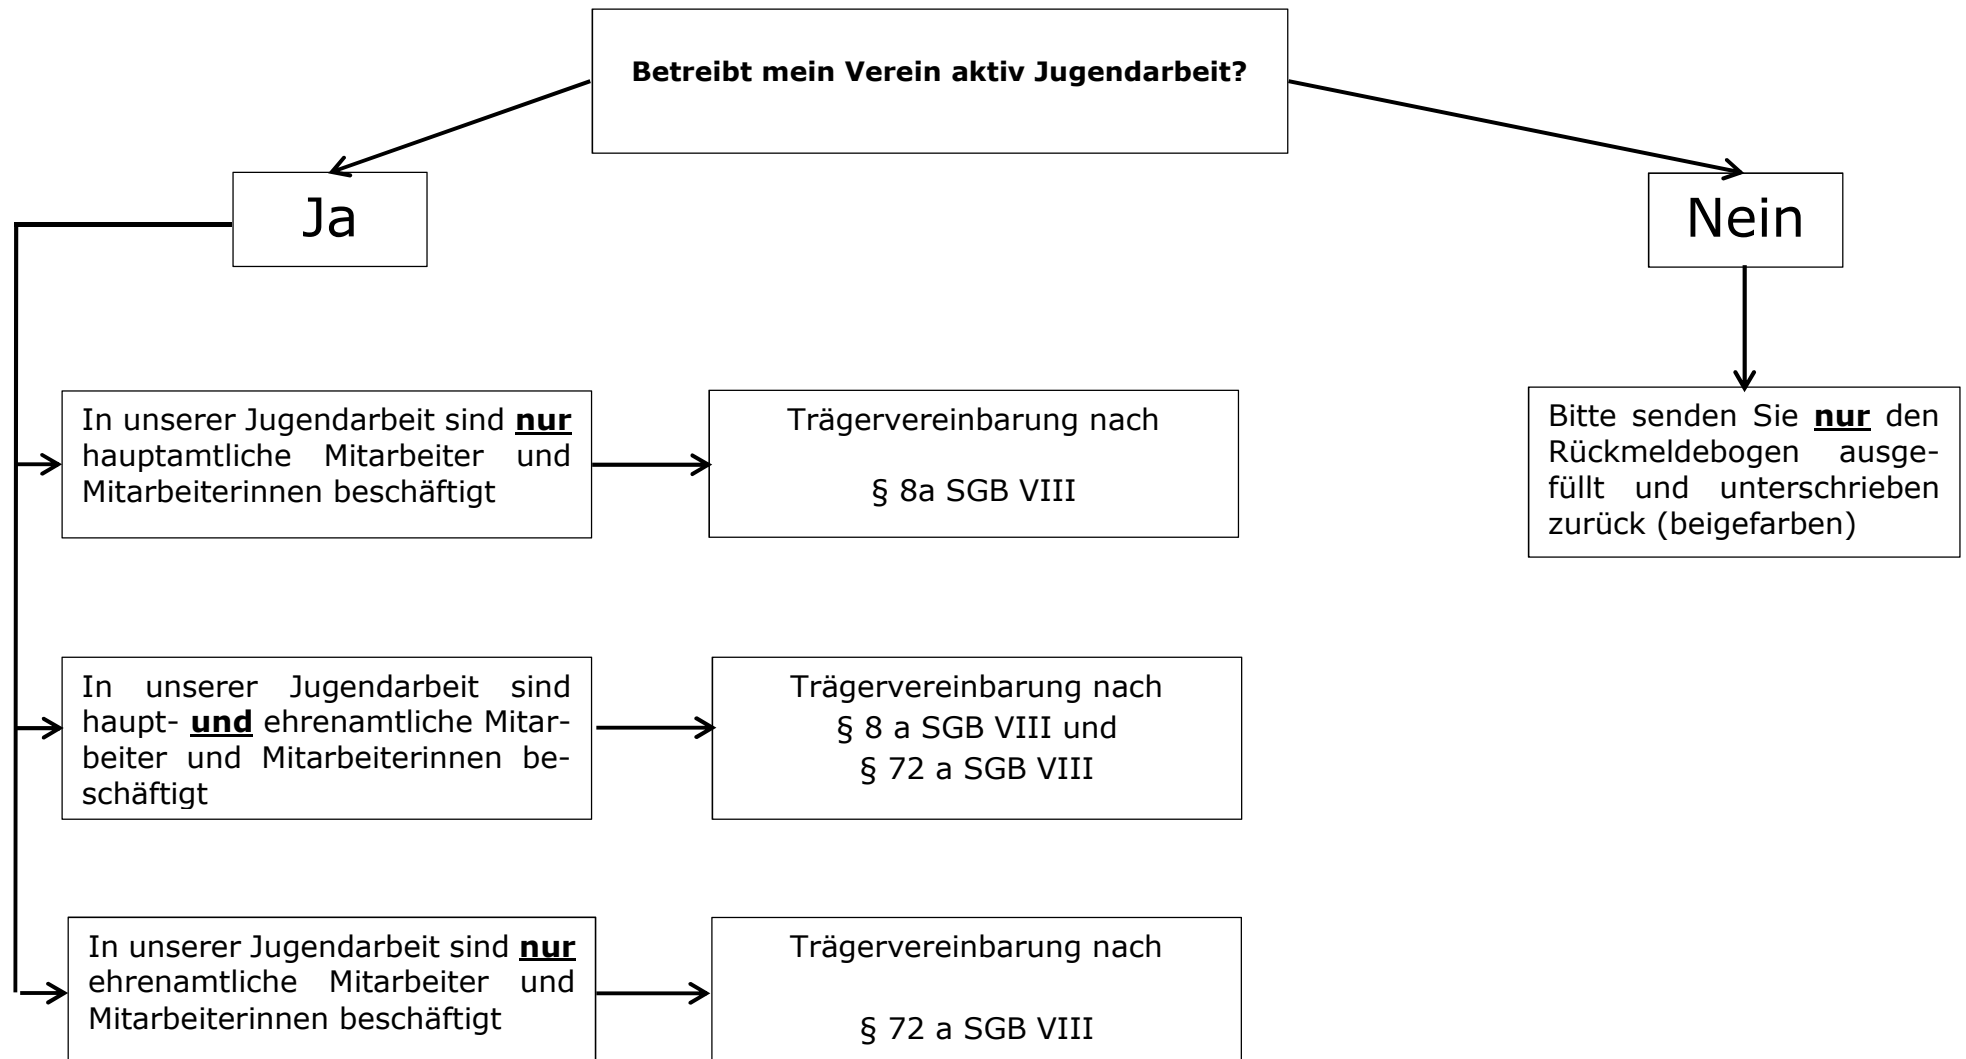 Betreibt mein Verein aktiv Jugendarbeit?
Ja
Nein
In unserer Jugendarbeit sind nur
hauptamtliche Mitarbeiter und
Mitarbeiterinnen beschäftigt
Trägervereinbarung nach
§ 8a SGB VIII
Bitte senden Sie nur den
Rückmeldebogen ausge-
füllt und unterschrieben
zurück (beigefarben)
In unserer Jugendarbeit sind
haupt- und ehrenamtliche Mitar-
beiter und Mitarbeiterinnen be-
schäftigt
Trägervereinbarung nach
§ 8 a SGB VIII und
§ 72 a SGB VIII
In unserer Jugendarbeit sind nur
ehrenamtliche Mitarbeiter und
Mitarbeiterinnen beschäftigt
Trägervereinbarung nach
§ 72 a SGB VIII